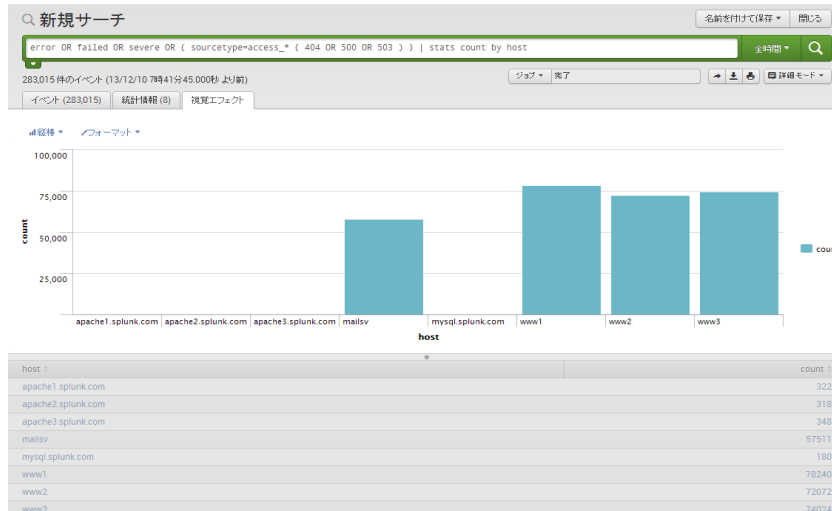 新規サーチ
名前を付けて保存 閉じる
error OR failed OR severe OR ( sourcetype=access_* ( 404 OR 500 OR 503 ) ) | stats count by host
全時間
283,015 件のイベント (13/12/10 7時41分45.000秒 より前)
ジョブ 完了
詳細モード
イベント (283,015) 統計情報 (8) 視覚エフェクト
縦棒 フォーマット
100,000
75,000
50,000
25,000
count
cou
apache1.splunk.com apache2.splunk.com apache3.splunk.com mailsv mysql.splunk.com www1 www2 www3
host
host count
apache1.splunk.com 322
apache2.splunk.com 318
apache3.splunk.com 348
mailsv 57511
mysql.splunk.com 180
www1 78240
www2 72072
www3 74024